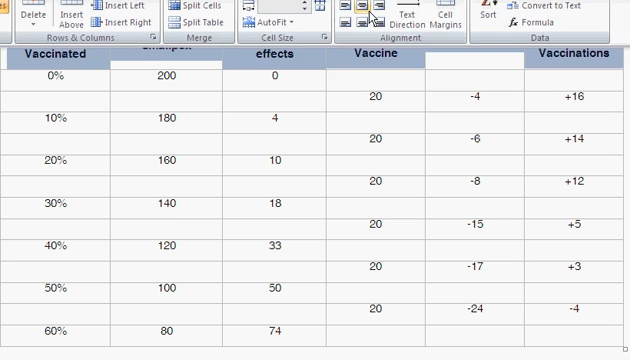 Delete
Insert Above
Insert Left
Insert Right
Split Cells
Split Table
AutoFit
Text Direction
Cell Margins
Sort
Convert to Text
Formula
Rows & Columns
Merge
Cell Size
Alignment
Data
Vaccinated
effects
Vaccine
Vaccinations
0% 200 0
20 -4 +16
10% 180 4
20 -6 +14
20% 160 10
20 -8 +12
30% 140 18
20 -15 +5
40% 120 33
20 -17 +3
50% 100 50
20 -24 -4
60% 80 74